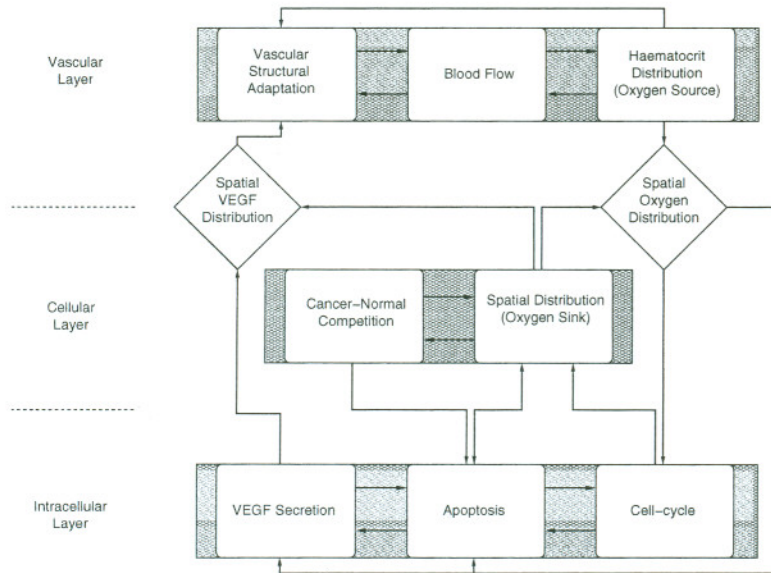 Vascular
Layer
Vascular
Structural
Adaptation
Blood Flow
Haematocrit
Distribution
(Oxygen Source)
Spatial
VEGF
Distribution
Spatial
Oxygen
Distribution
Cellular
Layer
Cancer–Normal
Competition
Spatial Distribution
(Oxygen Sink)
Intracellular
Layer
VEGF Secretion
Apoptosis
Cell–cycle